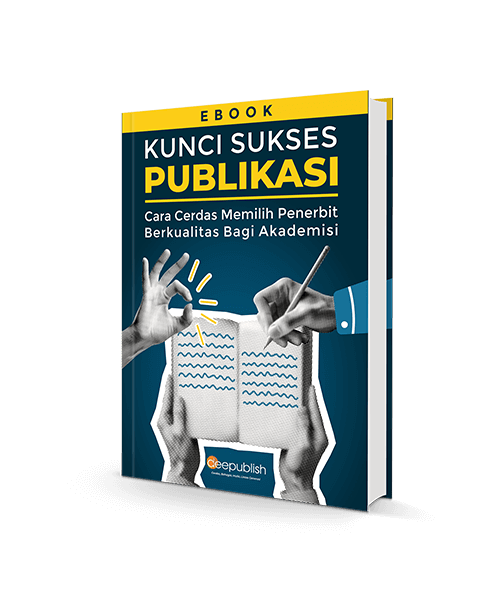 EBOOK
KUNCI SUKSES
PUBLIKASI
Cara Cerdas Memilih Penerbit
Berkualitas Bagi Akademisi
deepublish